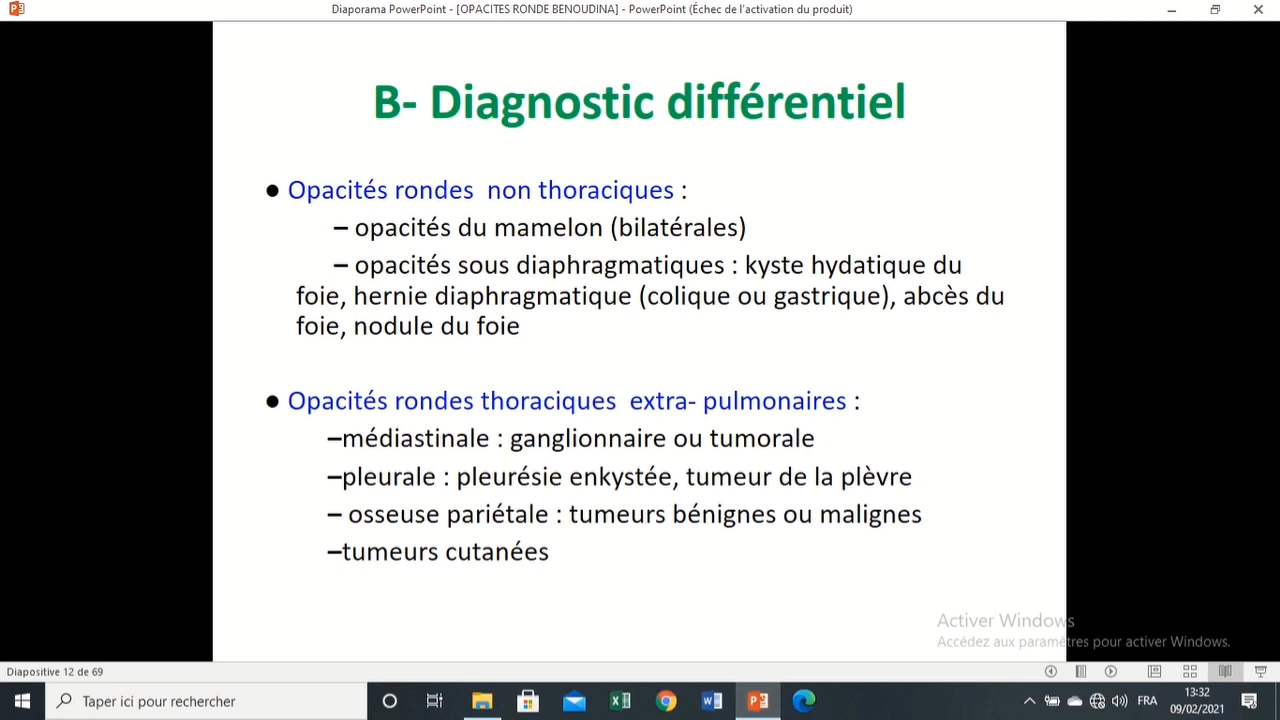 Diaporama PowerPoint - [OPACITES RONDE BENOUDINA] - PowerPoint (Échec de l'activation du produit)
B- Diagnostic différentiel
● Opacités rondes non thoraciques :
– opacités du mamelon (bilatérales)
– opacités sous diaphragmatiques : kyste hydatique du
foie, hernie diaphragmatique (colique ou gastrique), abcès du
foie, nodule du foie
● Opacités rondes thoraciques extra- pulmonaires :
–médiastinale : ganglionnaire ou tumorale
–pleurale : pleurésie enkystée, tumeur de la plèvre
– osseuse pariétale : tumeurs bénignes ou malignes
–tumeurs cutanées
Activer Windows
Accédez aux paramètres pour activer Windows.
Diapositive 12 de 69
Taper ici pour rechercher
FRA
13:32
09/02/2021